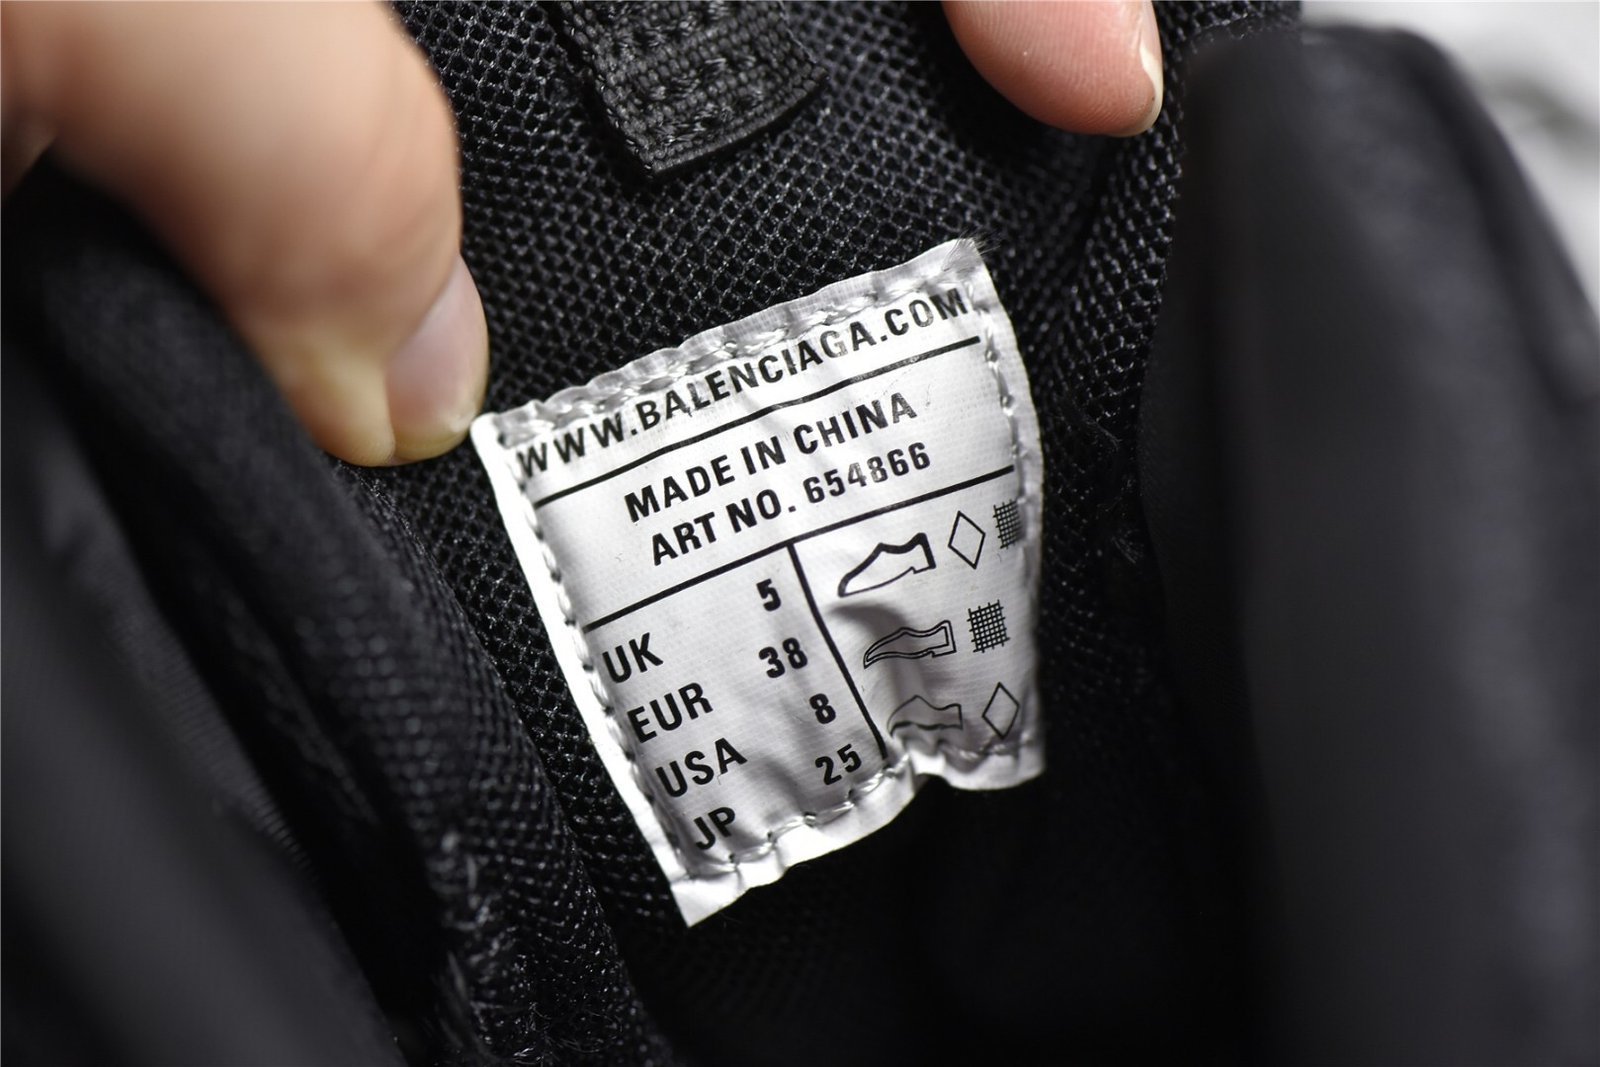 WWW.BALENCIAGA.COM
MADE IN CHINA
ART NO. 654866
UK 5
EUR 38
USA 8
JP 25